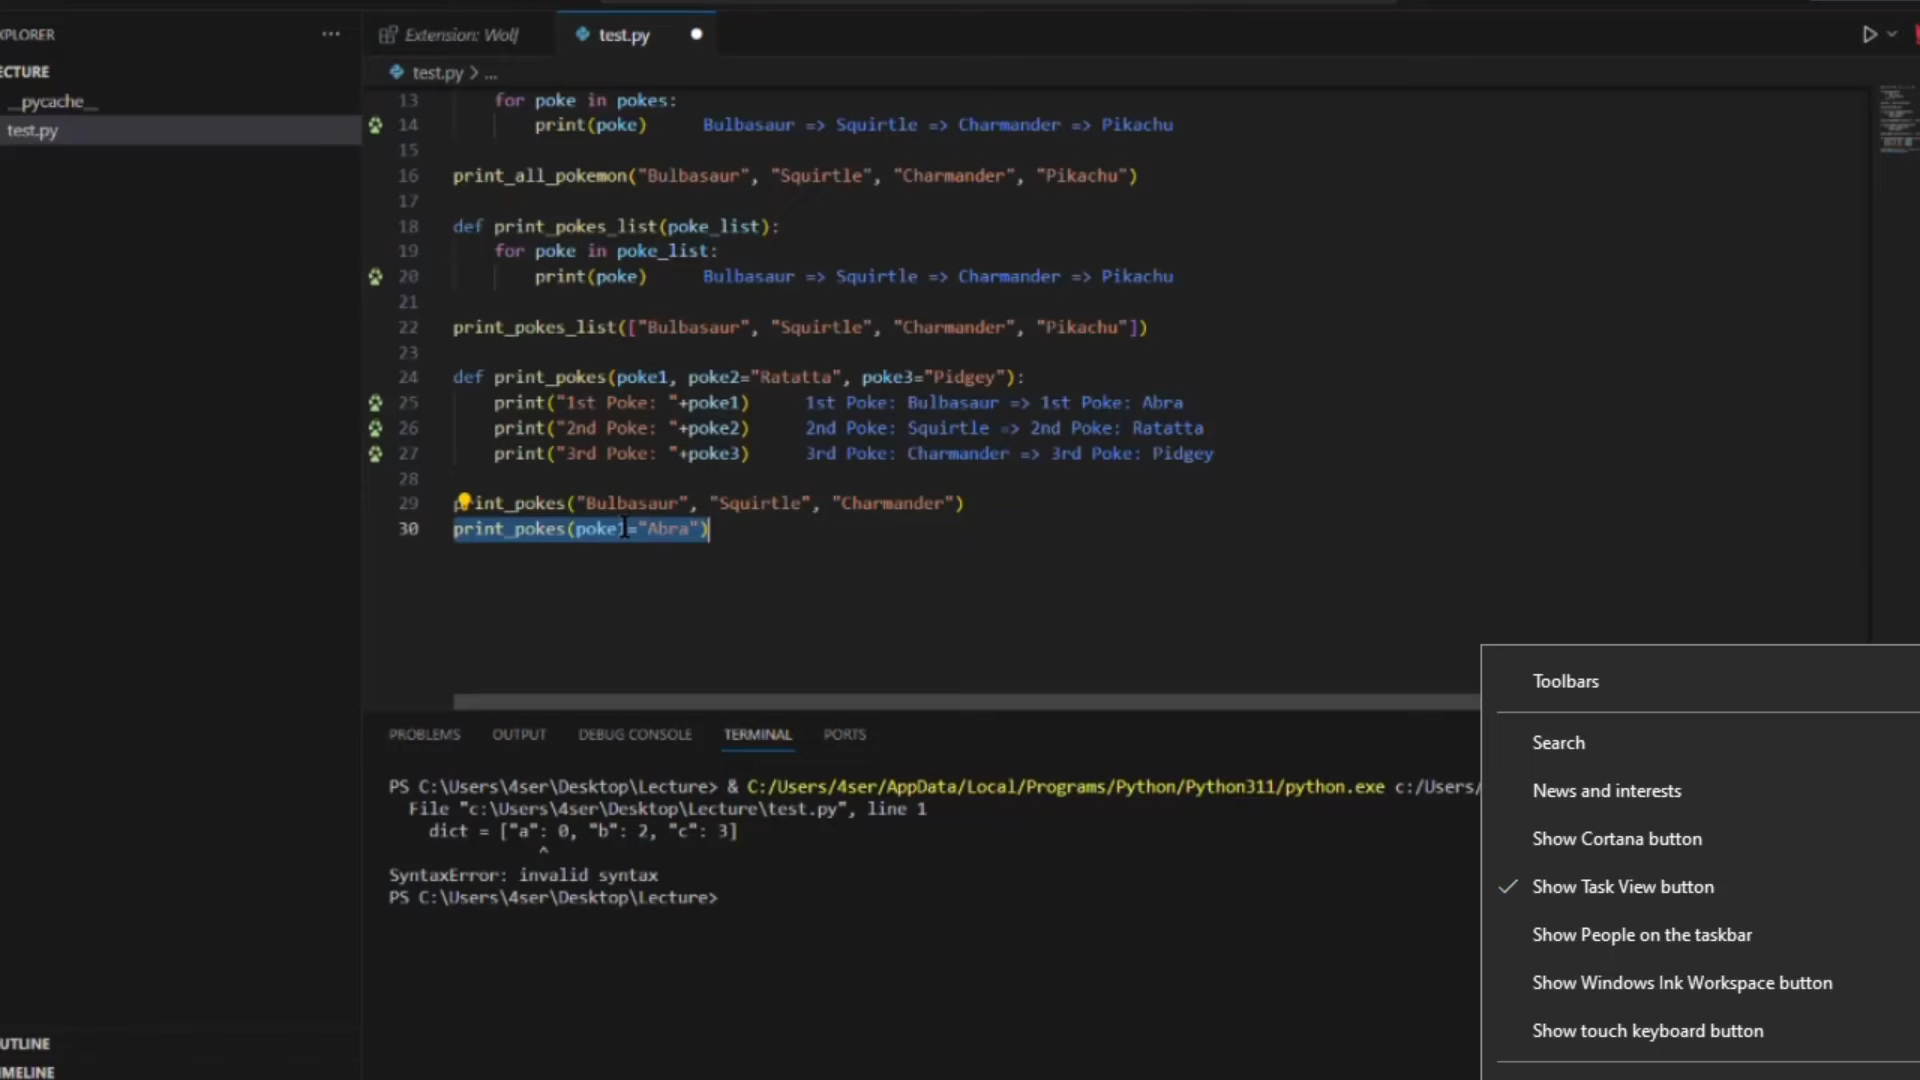 XPLORER
···
Extension: Wolf
test.py
ECTURE
__pycache__
test.py
test.py > ...
13 for poke in pokes:
14 print(poke) Bulbasaur => Squirtle => Charmander => Pikachu
15
16 print_all_pokemon("Bulbasaur", "Squirtle", "Charmander", "Pikachu")
17
18 def print_pokes_list(poke_list):
19 for poke in poke_list:
20 print(poke) Bulbasaur => Squirtle => Charmander => Pikachu
21
22 print_pokes_list(["Bulbasaur", "Squirtle", "Charmander", "Pikachu"])
23
24 def print_pokes(poke1, poke2="Ratatta", poke3="Pidgey"):
25 print("1st Poke: "+poke1) 1st Poke: Bulbasaur => 1st Poke: Abra
26 print("2nd Poke: "+poke2) 2nd Poke: Squirtle => 2nd Poke: Ratatta
27 print("3rd Poke: "+poke3) 3rd Poke: Charmander => 3rd Poke: Pidgey
28
29 print_pokes("Bulbasaur", "Squirtle", "Charmander")
30 print_pokes(poke1="Abra")
PROBLEMS OUTPUT DEBUG CONSOLE TERMINAL PORTS
PS C:\Users\4ser\Desktop\Lecture> & C:/Users/4ser/AppData/Local/Programs/Python/Python311/python.exe c:/Users/
File "c:\Users\4ser\Desktop\Lecture\test.py", line 1
dict = ["a": 0, "b": 2, "c": 3]
^
SyntaxError: invalid syntax
PS C:\Users\4ser\Desktop\Lecture>
UTLINE
IMELINE
Toolbars
Search
News and interests
Show Cortana button
Show Task View button
Show People on the taskbar
Show Windows Ink Workspace button
Show touch keyboard button